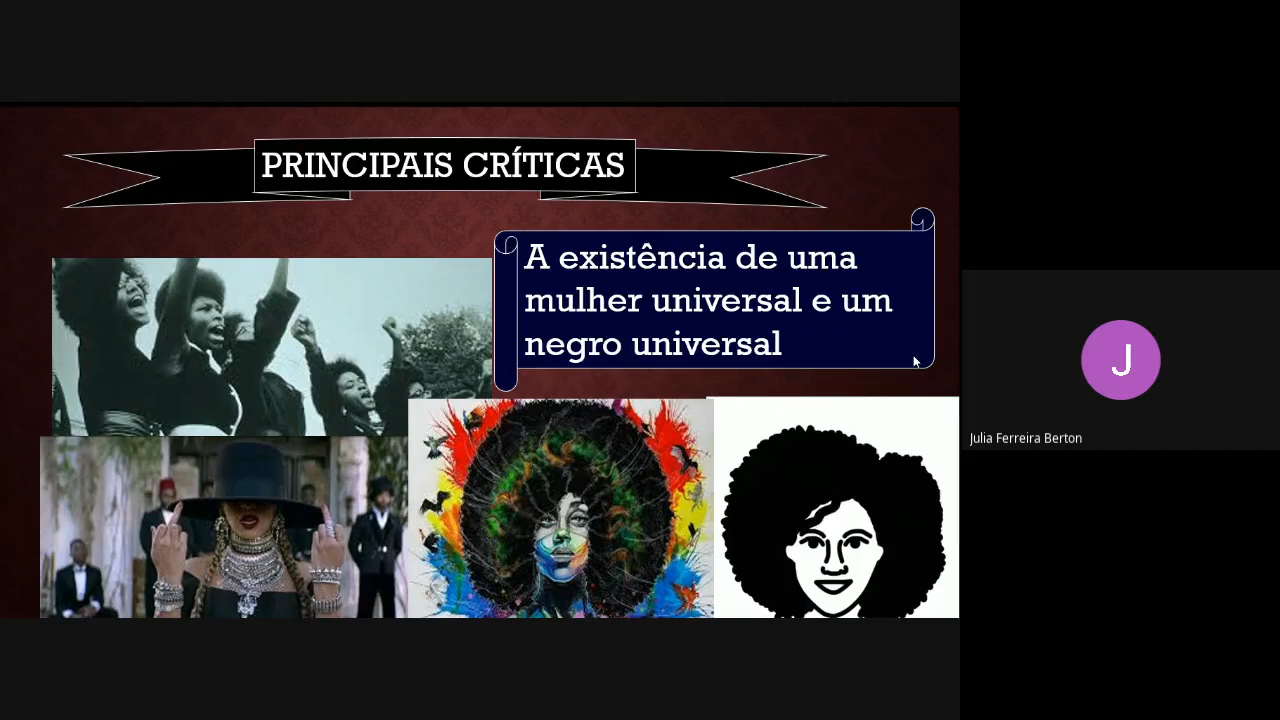 PRINCIPAIS CRÍTICAS
A existência de uma
mulher universal e um
negro universal
J
Julia Ferreira Berton